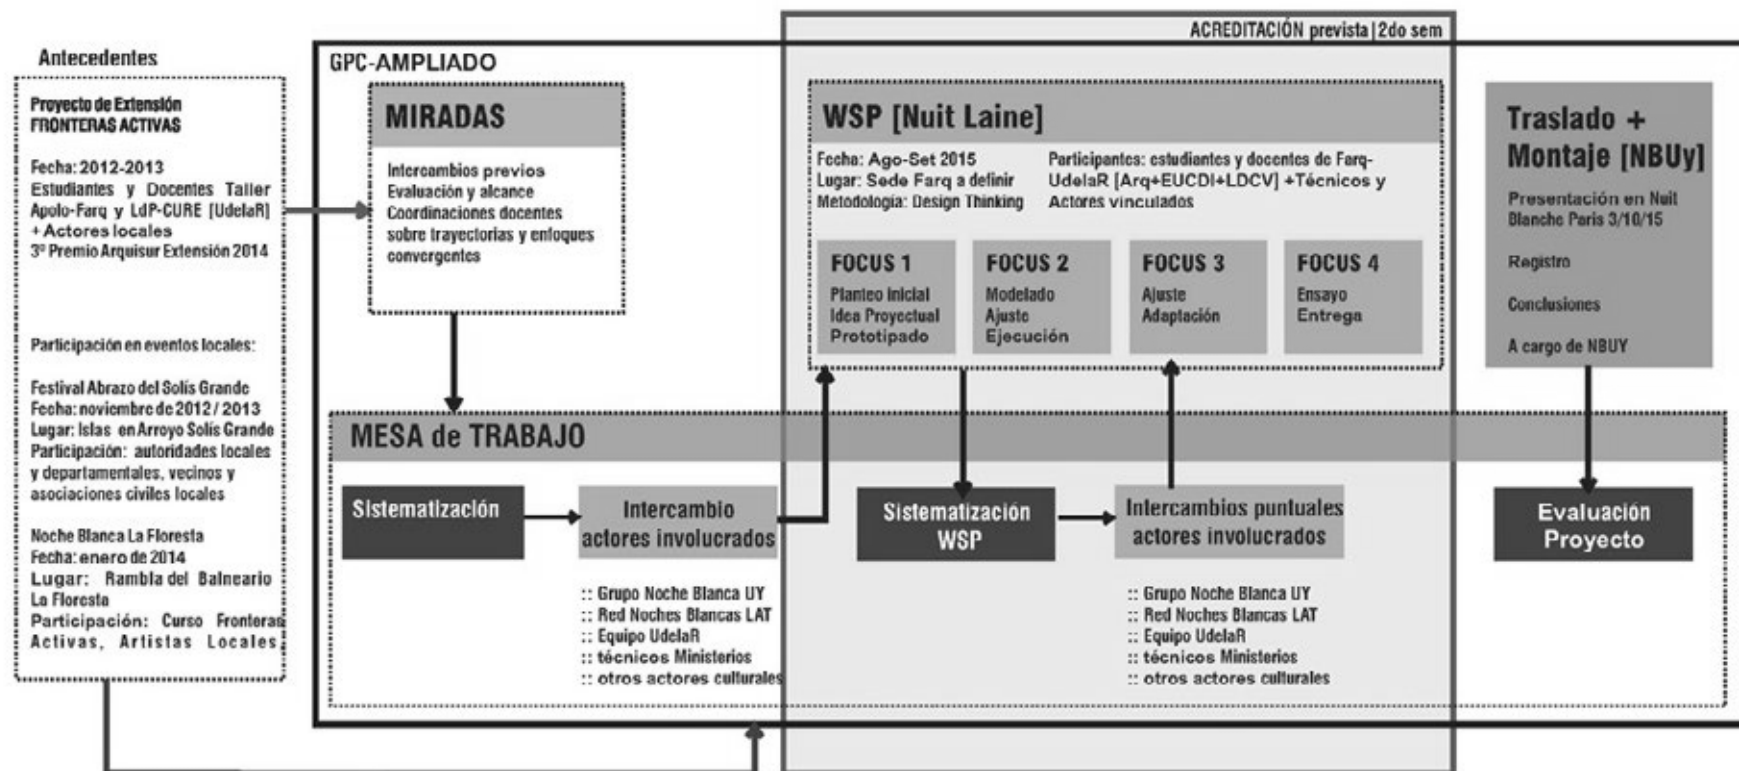 Antecedentes
Proyecto de Extensión
FRONTERAS ACTIVAS
Fecha: 2012-2013
Estudiantes y Docentes Taller
Apolo-Farq y LdP-CURE [UdelaR]
+ Actores locales
3º Premio Arquisur Extensión 2014
Participación en eventos locales:
Festival Abrazo del Solís Grande
Fecha: noviembre de 2012 / 2013
Lugar: Islas en Arroyo Solís Grande
Participación: autoridades locales
y departamentales, vecinos y
asociaciones civiles locales
Noche Blanca La Floresta
Fecha: enero de 2014
Lugar: Rambla del Balneario
La Floresta
Participación: Curso Fronteras
Activas, Artistas Locales,
GPC-AMPLIADO
MIRADAS
Intercambios previos
Evaluación y alcance
Coordinaciones docentes
sobre trayectorias y enfoques
convergentes
ACREDITACIÓN prevista | 2do sem
WSP [Nuit Laine]
Fecha: Ago-Set 2015
Lugar: Sede Farq a definir
Metodología: Design Thinking
Participantes: estudiantes y docentes de Farq-
UdelaR [Arq+EUCDI+LDCV] +Técnicos y
Actores vinculados
FOCUS 1
Planteo Inicial
Idea Proyectual
Prototipado
FOCUS 2
Modelado
Ajuste
Ejecución
FOCUS 3
Ajuste
Adaptación
FOCUS 4
Ensayo
Entrega
Traslado +
Montaje [NBUy]
Presentación en Nuit
Blanche Paris 3/10/15
Registro
Conclusiones
A cargo de NBUY
MESA de TRABAJO
Sistematización
Intercambio
actores involucrados
:: Grupo Noche Blanca UY
:: Red Noches Blancas LAT
:: Equipo UdelaR
:: técnicos Ministerios
:: otros actores culturales
Sistematización
WSP
Intercambios puntuales
actores involucrados
:: Grupo Noche Blanca UY
:: Red Noches Blancas LAT
:: Equipo UdelaR
:: técnicos Ministerios
:: otros actores culturales
Evaluación
Proyecto